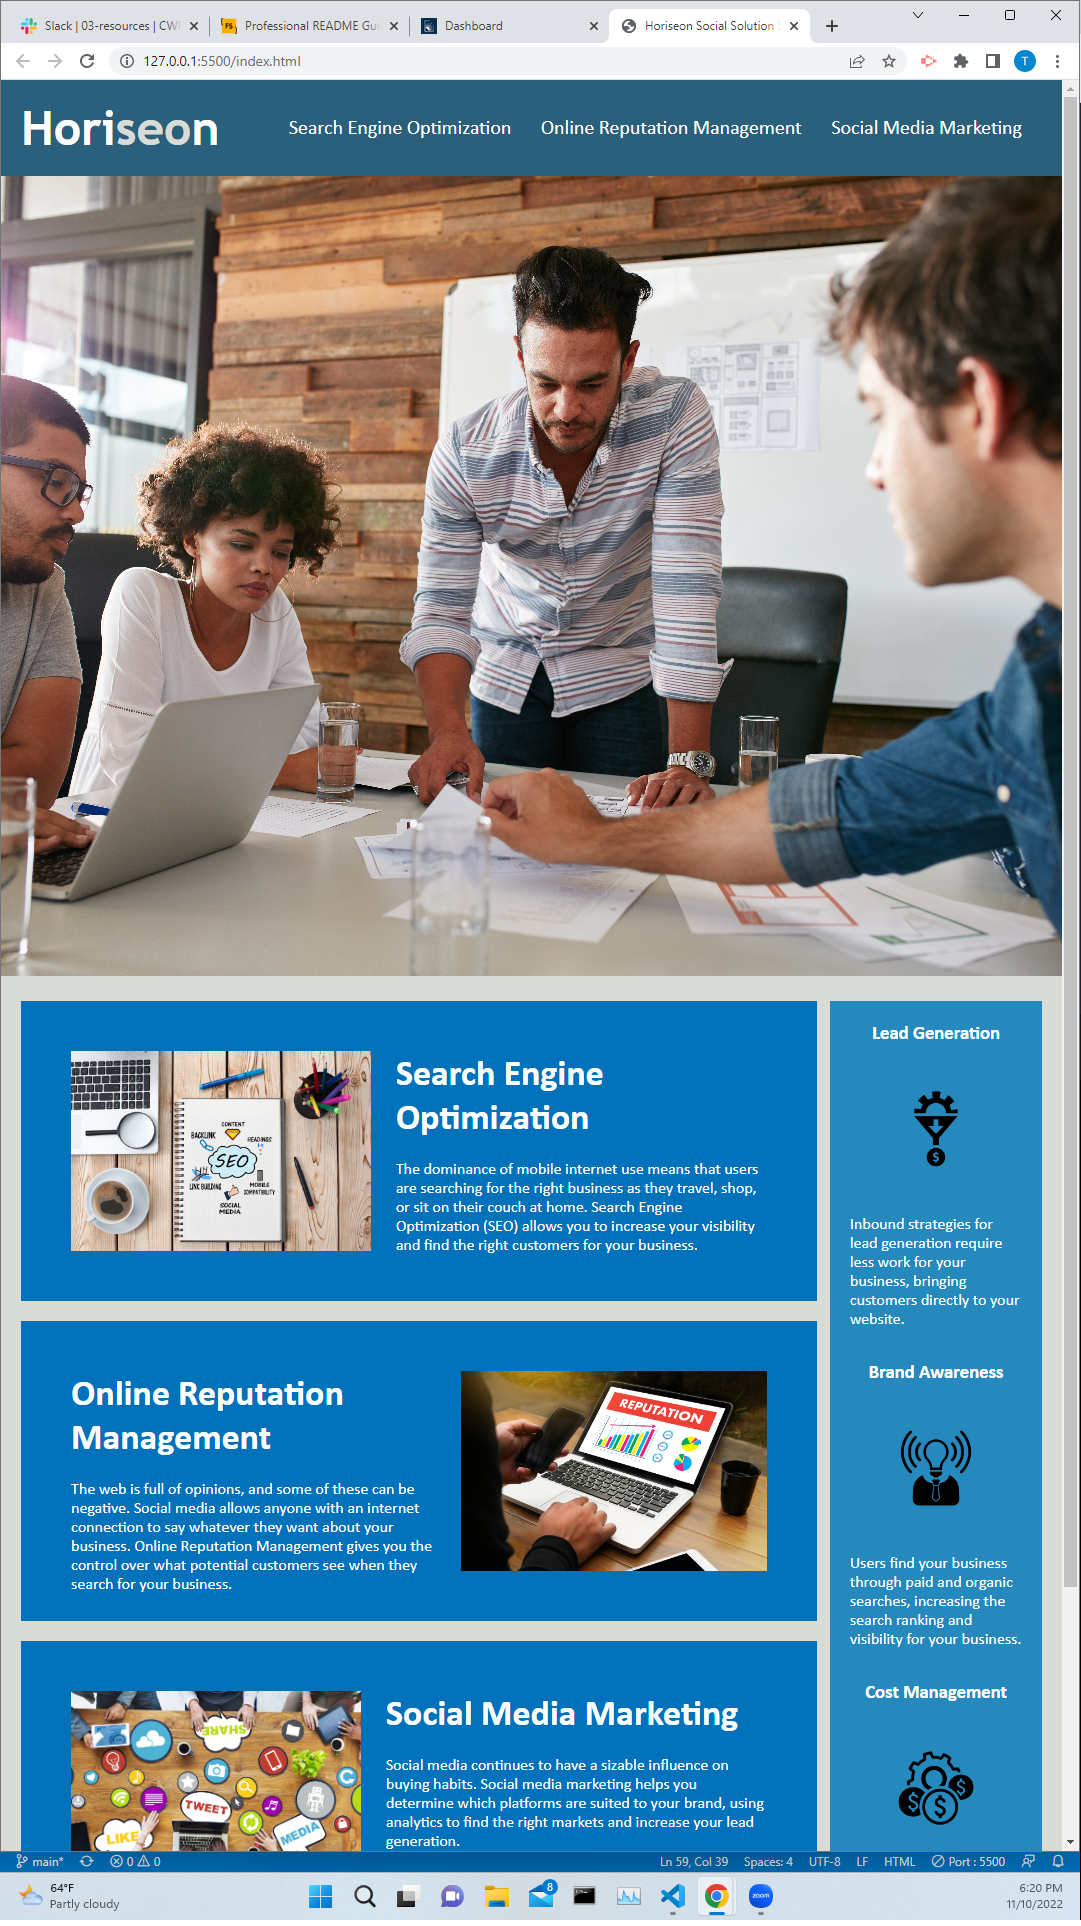 Slack | 03-resources | CW
Professional README Gui
Dashboard
Horiseon Social Solution S
127.0.0.1:5500/index.html
T
Horiseon
Search Engine Optimization
Online Reputation Management
Social Media Marketing
CONTENT
BACKLINK
HEADINGS
SEO
LINK BUILDING
MOBILE
COMPATIBILITY
SOCIAL
MEDIA
Search Engine
Optimization
The dominance of mobile internet use means that users
are searching for the right business as they travel, shop,
or sit on their couch at home. Search Engine
Optimization (SEO) allows you to increase your visibility
and find the right customers for your business.
Online Reputation
Management
The web is full of opinions, and some of these can be
negative. Social media allows anyone with an internet
connection to say whatever they want about your
business. Online Reputation Management gives you the
control over what potential customers see when they
search for your business.
REPUTATION
SHARE
TWEET
LIKE
MEDIA
Social Media Marketing
Social media continues to have a sizable influence on
buying habits. Social media marketing helps you
determine which platforms are suited to your brand, using
analytics to find the right markets and increase your lead
generation.
Lead Generation
$
Inbound strategies for
lead generation require
less work for your
business, bringing
customers directly to your
website.
Brand Awareness
Users find your business
through paid and organic
searches, increasing the
search ranking and
visibility for your business.
Cost Management
$ $ $
main*
0 0
Ln 59, Col 39
Spaces: 4
UTF-8
LF
HTML
Port : 5500
64°F
Partly cloudy
8
zoom
6:20 PM
11/10/2022